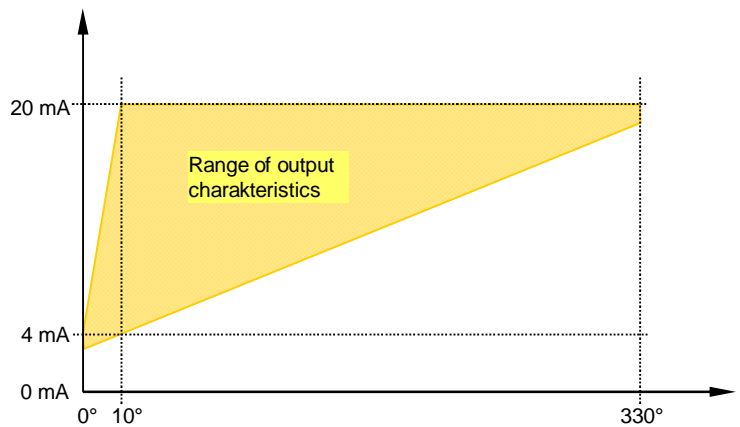 20 mA
Range of output
charakteristics
4 mA
0 mA
0° 10° 330°